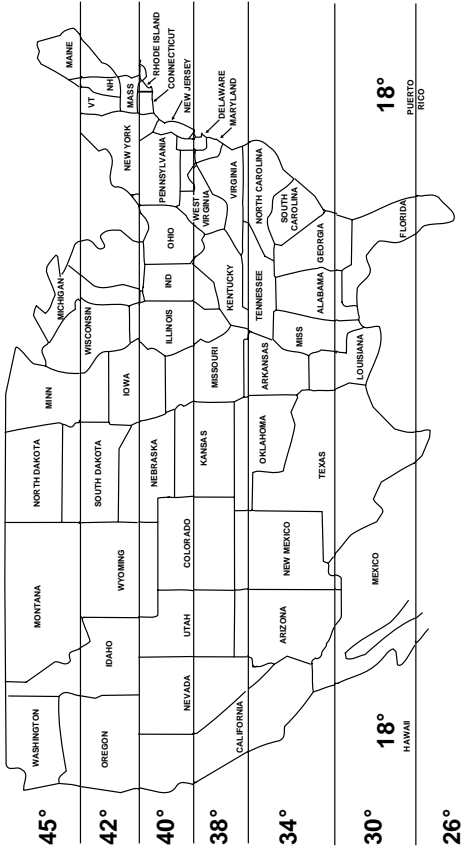 45°
42°
40°
38°
34°
30°
26°
WASHINGTON
OREGON
CALIFORNIA
NEVADA
IDAHO
MONTANA
WYOMING
UTAH
COLORADO
ARIZONA
NEW MEXICO
NORTH DAKOTA
SOUTH DAKOTA
NEBRASKA
KANSAS
OKLAHOMA
TEXAS
MEXICO
MINN
IOWA
MISSOURI
ARKANSAS
LOUISIANA
WISCONSIN
ILLINOIS
MICHIGAN
IND
OHIO
KENTUCKY
TENNESSEE
MISS
ALABAMA
GEORGIA
FLORIDA
SOUTH
CAROLINA
NORTH CAROLINA
VIRGINIA
WEST
VIRGINIA
PENNSYLVANIA
NEW YORK
VT
NH
MAINE
MASS
RHODE ISLAND
CONNECTICUT
NEW JERSEY
DELAWARE
MARYLAND
18°
HAWAII
18°
PUERTO
RICO